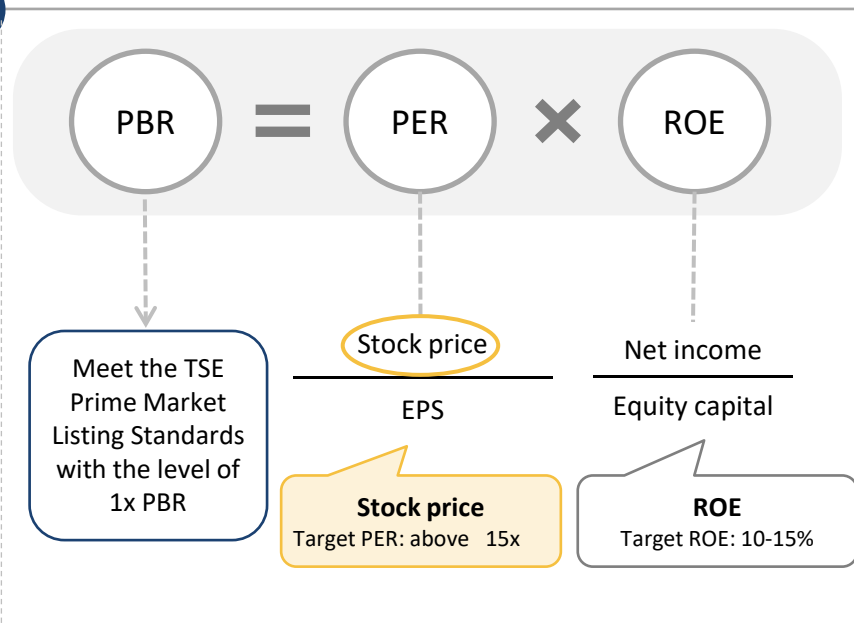 PBR = PER × ROE
Meet the TSE
Prime Market
Listing Standards
with the level of
1x PBR
Stock price
EPS
Net income
Equity capital
Stock price
Target PER: above 15x
ROE
Target ROE: 10-15%